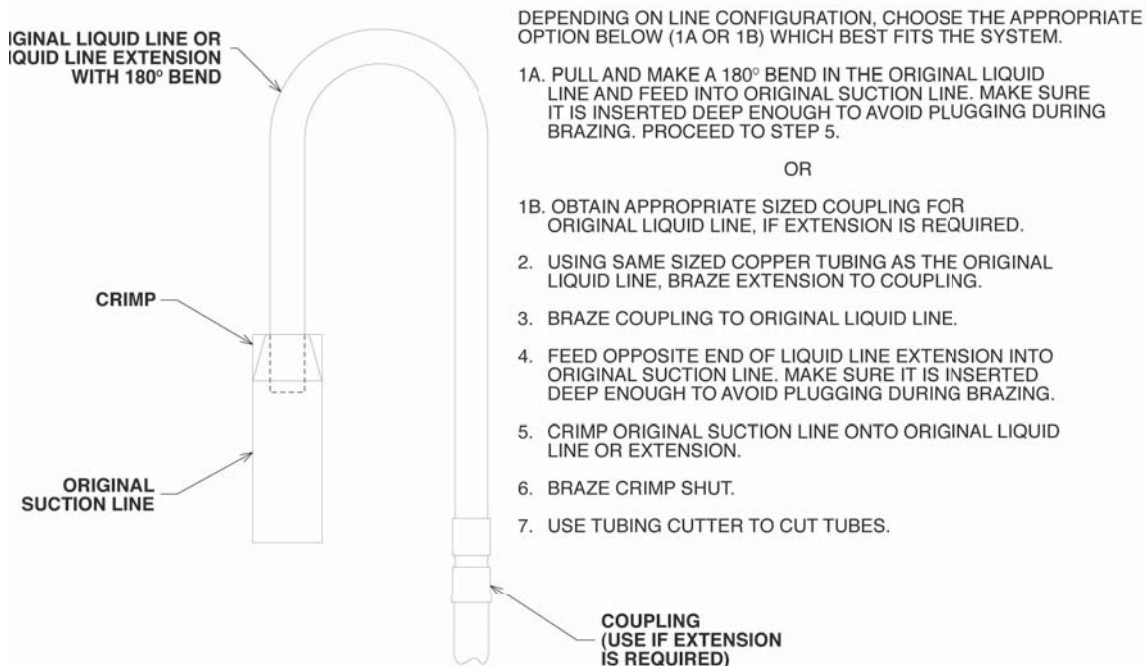 LIQUID LINE OR
LINE EXTENSION
WITH 180° BEND
CRIMP
ORIGINAL
SUCTION LINE
COUPLING
(USE IF EXTENSION
IS REQUIRED)
DEPENDING ON LINE CONFIGURATION, CHOOSE THE APPROPRIATE
OPTION BELOW (1A OR 1B) WHICH BEST FITS THE SYSTEM.
1A. PULL AND MAKE A 180° BEND IN THE ORIGINAL LIQUID
LINE AND FEED INTO ORIGINAL SUCTION LINE. MAKE SURE
IT IS INSERTED DEEP ENOUGH TO AVOID PLUGGING DURING
BRAZING. PROCEED TO STEP 5.
OR
1B. OBTAIN APPROPRIATE SIZED COUPLING FOR
ORIGINAL LIQUID LINE, IF EXTENSION IS REQUIRED.
2. USING SAME SIZED COPPER TUBING AS THE ORIGINAL
LIQUID LINE, BRAZE EXTENSION TO COUPLING.
3. BRAZE COUPLING TO ORIGINAL LIQUID LINE.
4. FEED OPPOSITE END OF LIQUID LINE EXTENSION INTO
ORIGINAL SUCTION LINE. MAKE SURE IT IS INSERTED
DEEP ENOUGH TO AVOID PLUGGING DURING BRAZING.
5. CRIMP ORIGINAL SUCTION LINE ONTO ORIGINAL LIQUID
LINE OR EXTENSION.
6. BRAZE CRIMP SHUT.
7. USE TUBING CUTTER TO CUT TUBES.